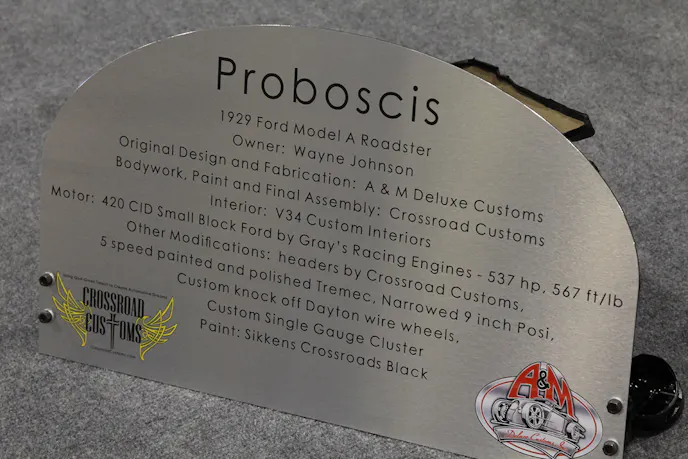 Proboscis
1929 Ford Model A Roadster
Owner: Wayne Johnson
Original Design and Fabrication: A & M Deluxe Customs
Bodywork, Paint and Final Assembly: Crossroad Customs
Interior: V34 Custom Interiors
Motor: 420 CID Small Block Ford by Gray's Racing Engines - 537 hp, 567 ft/lb
Other Modifications: headers by Crossroad Customs,
5 speed painted and polished Tremec, Narrowed 9 inch Posi,
Custom knock off Dayton wire wheels,
Custom Single Gauge Cluster
Paint: Sikkens Crossroads Black
CROSSROAD
CUSTOMS
A&M
Deluxe Customs